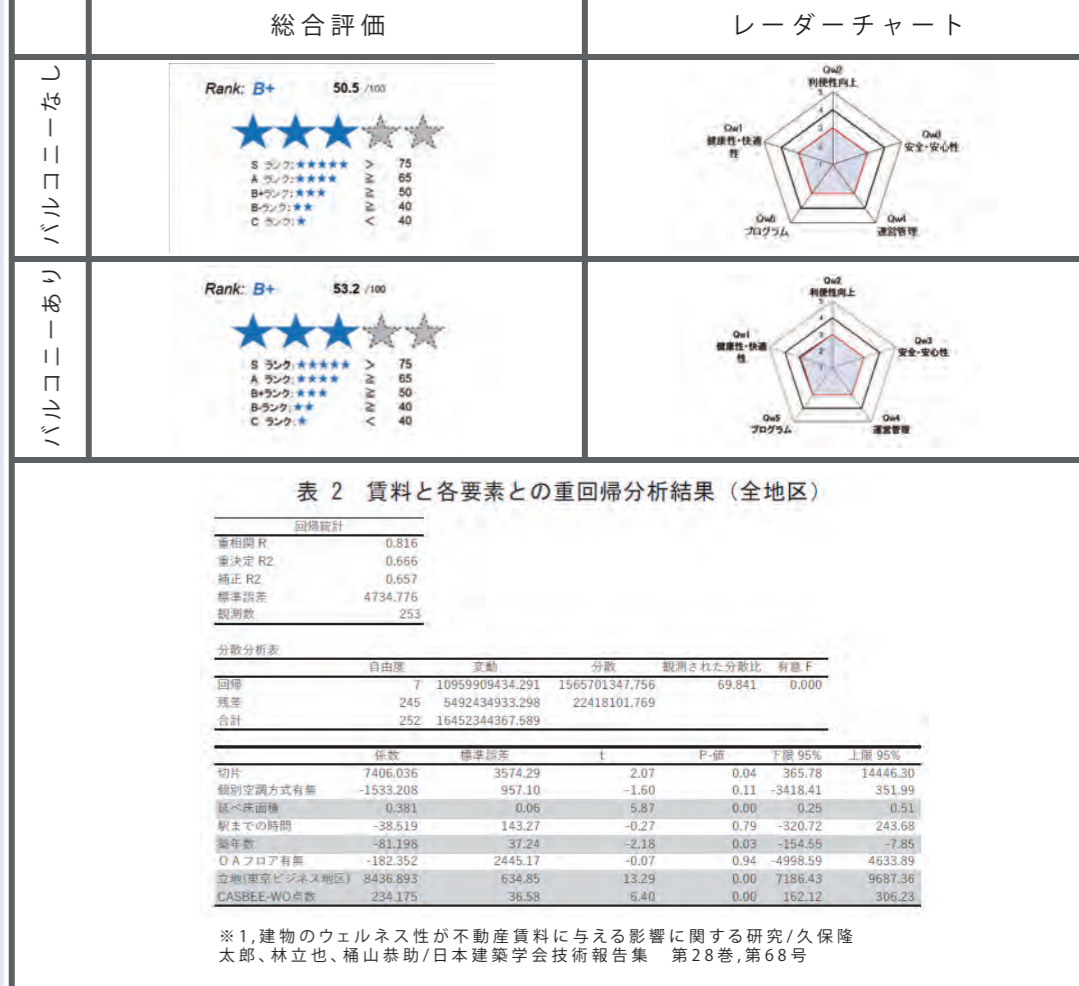 総合評価
レーダーチャート
バルコニーなし
Rank: B+ 50.5 /100
S ランク:★★★★★ > 75
A ランク:★★★★ ≧ 65
B+ランク:★★★ ≧ 50
B-ランク:★★ ≧ 40
C ランク:★ < 40
Qw2
利便性向上
5
4
3
2
1
Qw1
健康性・快適
性
Qw3
安全・安心性
Qw5
プログラム
Qw4
運営管理
バルコニーあり
Rank: B+ 53.2 /100
S ランク:★★★★★ > 75
A ランク:★★★★ ≧ 65
B+ランク:★★★ ≧ 50
B-ランク:★★ ≧ 40
C ランク:★ < 40
Qw2
利便性向上
5
4
3
2
1
Qw1
健康性・快適
性
Qw3
安全・安心性
Qw5
プログラム
Qw4
運営管理
表 2 賃料と各要素との重回帰分析結果（全地区）
回帰統計
重相関 R 0.816
重決定 R2 0.666
補正 R2 0.657
標準誤差 4734.776
観測数 253
分散分析表
自由度 変動 分散 観測された分散比 有意 F
回帰 7 10959909434.291 1565701347.756 69.841 0.000
残差 245 5492434933.298 22418101.769
合計 252 16452344367.589
係数 標準誤差 t P-値 下限 95% 上限 95%
切片 7406.036 3574.29 2.07 0.04 365.78 14446.30
個別空調方式有無 -1533.208 957.10 -1.60 0.11 -3418.41 351.99
延べ床面積 0.381 0.06 5.87 0.00 0.25 0.51
駅までの時間 -38.519 143.27 -0.27 0.79 -320.72 243.68
築年数 -81.198 37.24 -2.18 0.03 -154.55 -7.85
OAフロア有無 -182.352 2445.17 -0.07 0.94 -4998.59 4633.89
立地(東京ビジネス地区) 8436.893 634.85 13.29 0.00 7186.43 9687.36
CASBEE-WO点数 234.175 36.58 6.40 0.00 162.12 306.23
※1,建物のウェルネス性が不動産賃料に与える影響に関する研究/久保隆
太郎、林立也、桶山恭助/日本建築学会技術報告集 第28巻,第68号